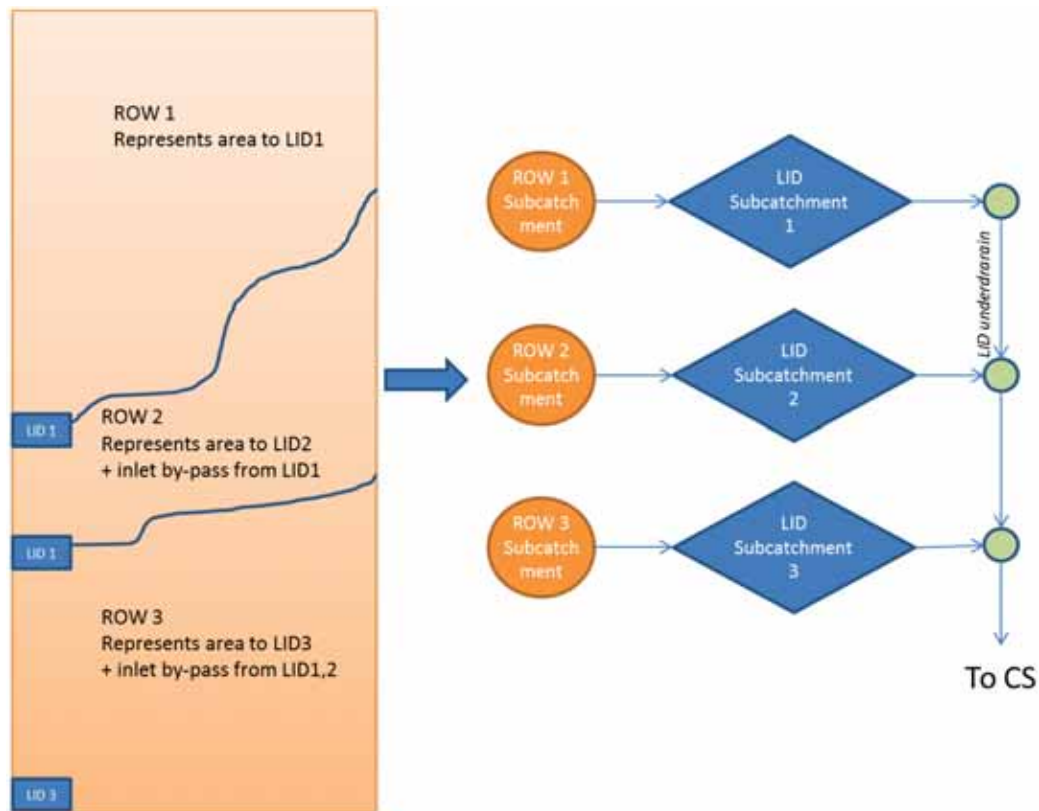 ROW 1
Represents area to LID1
LID 1
ROW 2
Represents area to LID2
+ inlet by-pass from LID1
LID 1
ROW 3
Represents area to LID3
+ inlet by-pass from LID1,2
LID 3
ROW 1
Subcatch
ment
LID
Subcatchment
1
LID underdrarain
ROW 2
Subcatch
ment
LID
Subcatchment
2
ROW 3
Subcatch
ment
LID
Subcatchment
3
To CS